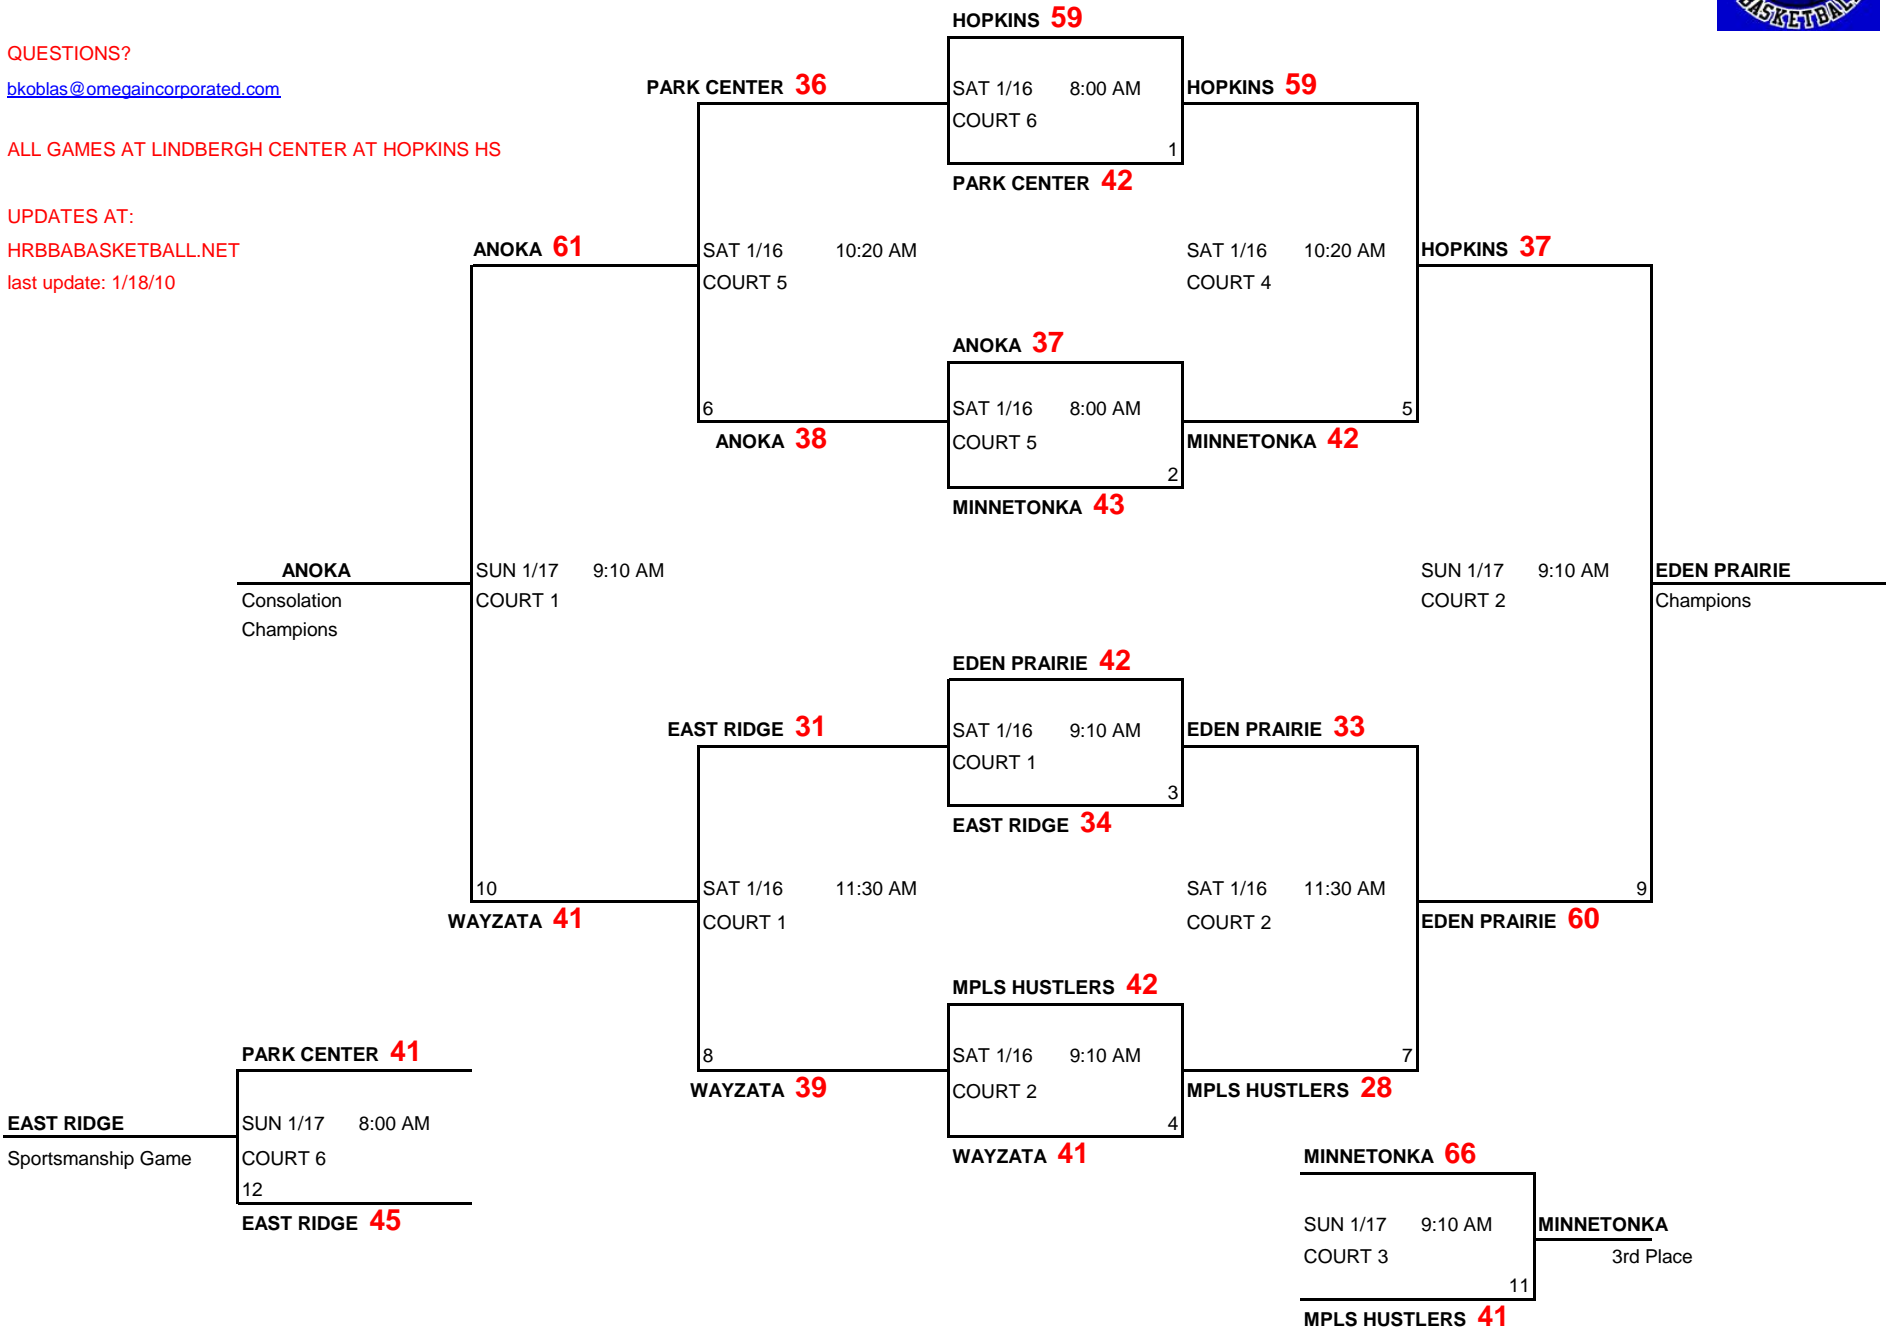 BASKETBALL
HOPKINS 59
QUESTIONS?
bkoblas@omegaincorporated.com
PARK CENTER 36
SAT 1/16 8:00 AM
HOPKINS 59
COURT 6
ALL GAMES AT LINDBERGH CENTER AT HOPKINS HS
1
PARK CENTER 42
UPDATES AT:
HRBBABASKETBALL.NET
ANOKA 61
SAT 1/16 10:20 AM
SAT 1/16 10:20 AM
HOPKINS 37
last update: 1/18/10
COURT 5
COURT 4
ANOKA 37
6
SAT 1/16 8:00 AM
5
ANOKA 38
COURT 5
MINNETONKA 42
2
MINNETONKA 43
ANOKA
SUN 1/17 9:10 AM
SUN 1/17 9:10 AM
EDEN PRAIRIE
Consolation
COURT 1
COURT 2
Champions
Champions
EDEN PRAIRIE 42
EAST RIDGE 31
SAT 1/16 9:10 AM
EDEN PRAIRIE 33
COURT 1
3
EAST RIDGE 34
10
SAT 1/16 11:30 AM
SAT 1/16 11:30 AM
9
WAYZATA 41
COURT 1
COURT 2
EDEN PRAIRIE 60
MPLS HUSTLERS 42
PARK CENTER 41
8
SAT 1/16 9:10 AM
7
WAYZATA 39
COURT 2
MPLS HUSTLERS 28
EAST RIDGE
SUN 1/17 8:00 AM
4
Sportsmanship Game
COURT 6
WAYZATA 41
MINNETONKA 66
12
EAST RIDGE 45
SUN 1/17 9:10 AM
MINNETONKA
COURT 3
3rd Place
11
MPLS HUSTLERS 41